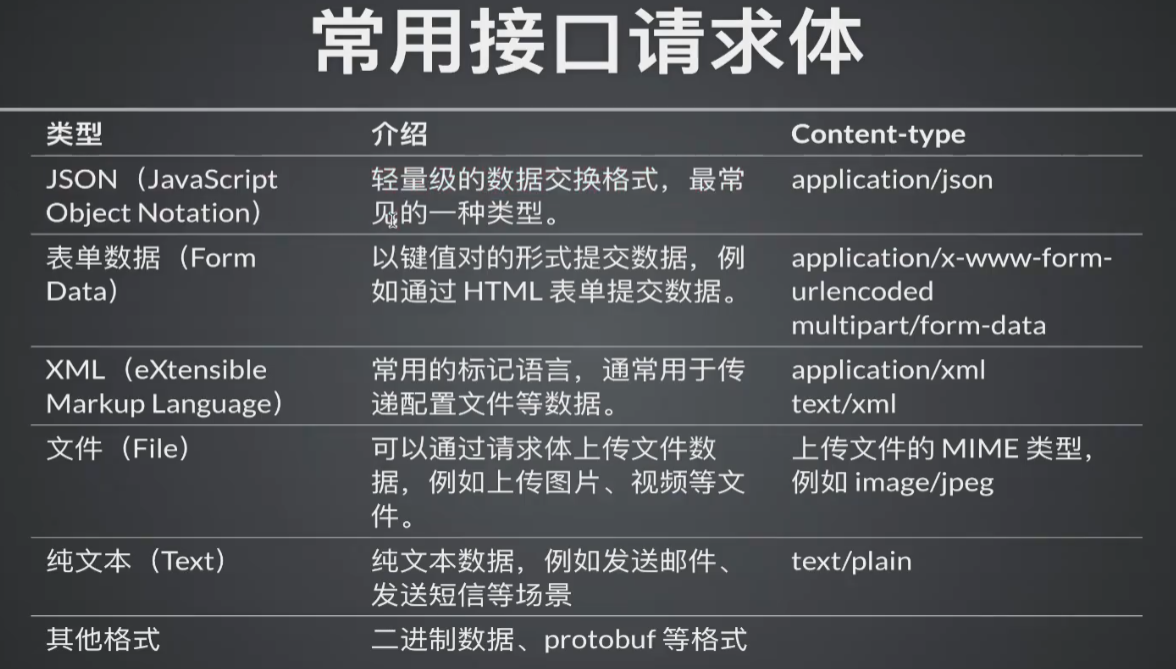 常用接口请求体
类型 介绍 Content-type
JSON（JavaScript 轻量级的数据交换格式，最常 application/json
Object Notation） 见的一种类型。
表单数据（Form 以键值对的形式提交数据，例 application/x-www-form-
Data） 如通过 HTML 表单提交数据。 urlencoded
multipart/form-data
XML（eXtensible 常用的标记语言，通常用于传 application/xml
Markup Language） 递配置文件等数据。 text/xml
文件（File） 可以通过请求体上传文件数 上传文件的 MIME 类型，
据，例如上传图片、视频等文 例如 image/jpeg
件。
纯文本（Text） 纯文本数据，例如发送邮件、 text/plain
发送短信等场景
其他格式 二进制数据、protobuf 等格式